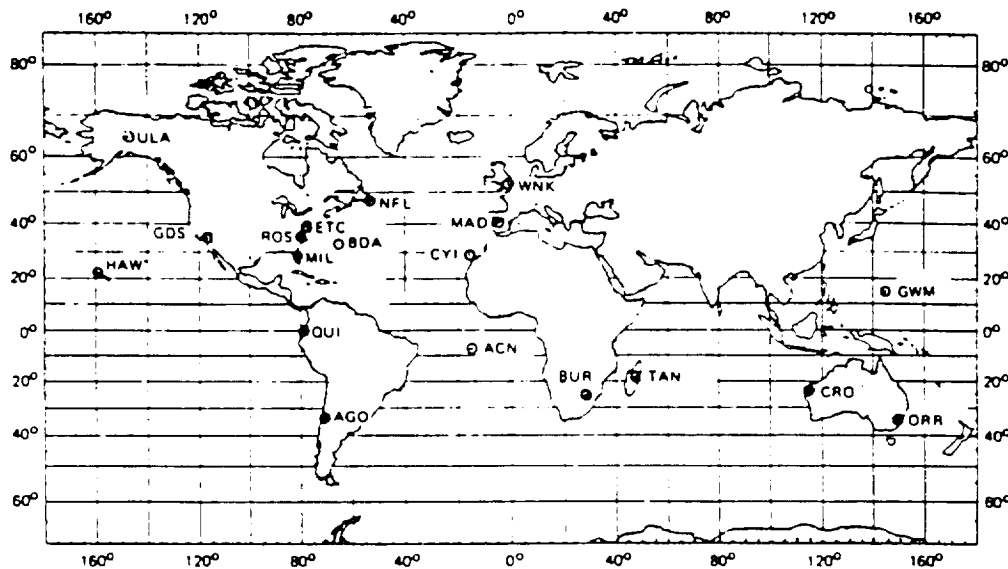 160° 120° 80° 40° 0° 40° 80° 120° 160°
80° 80°
ULA
60° 60°
WNK
NFL
40° MAD 40°
GDS ROS ETC BDA
MIL CYI
HAW
20° 20°
GWM
0° QUI 0°
ACN
BUR TAN
20° CRO 20°
AGO ORR
40° 40°
60° 60°
160° 120° 80° 40° 0° 40° 80° 120° 160°